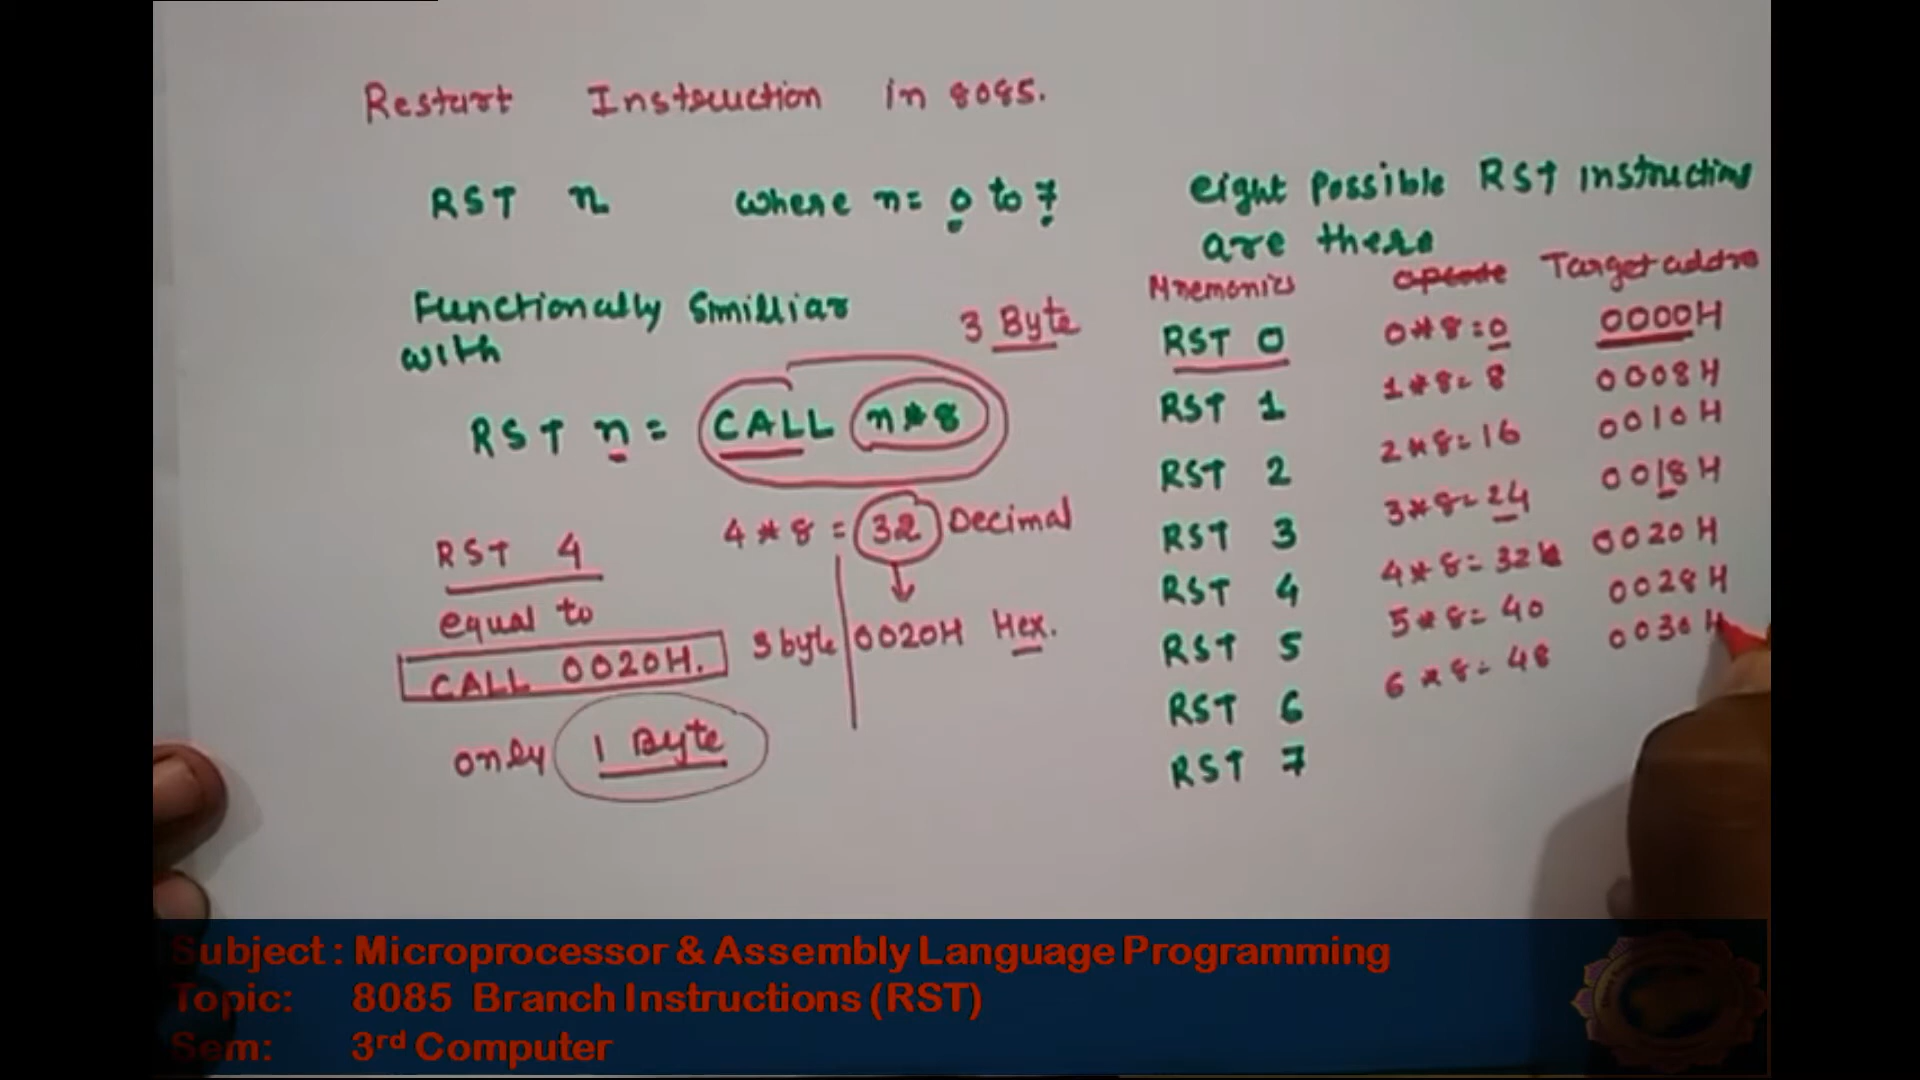 Restart Instruction in 8085.
RST n where n = 0 to 7
Functionally Smilliar
with
3 Byte
RST n = CALL n*8
RST 4
4 * 8 = 32 Decimal
equal to
CALL 0020H.
3 byte 0020H Hex.
only 1 Byte
eight Possible RST instructions
are there
Mnemonics opcode Target addre
RST 0 0*8=0 0000H
RST 1 1*8=8 0008H
RST 2 2*8=16 0010H
RST 3 3*8=24 0018H
RST 4 4*8=32 0020H
RST 5 5*8=40 0028H
RST 6 6*8=48 0030H
RST 7
Subject : Microprocessor & Assembly Language Programming
Topic: 8085 Branch Instructions (RST)
Sem: 3rd Computer